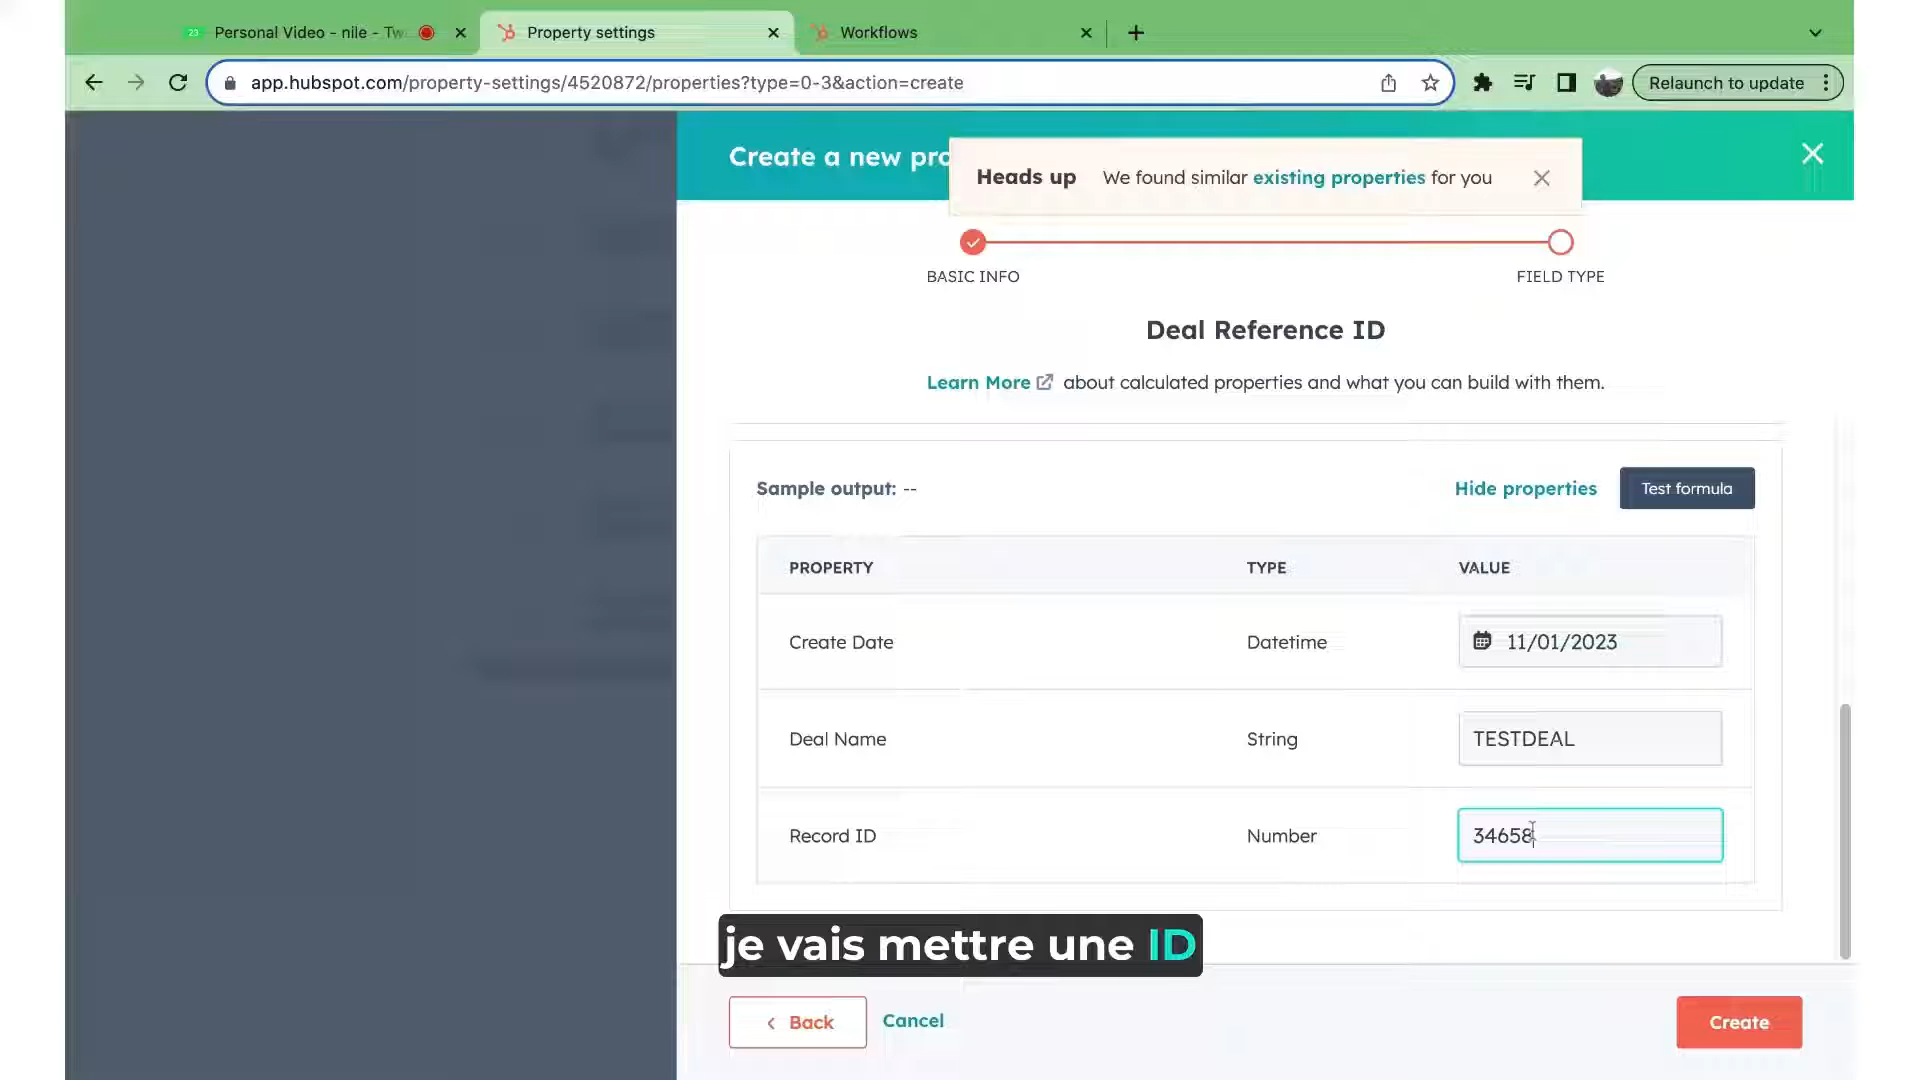 23 Personal Video - nile - Tw
Property settings
Workflows
app.hubspot.com/property-settings/4520872/properties?type=0-3&action=create
Relaunch to update
Create a new pro
Heads up We found similar existing properties for you
BASIC INFO
FIELD TYPE
Deal Reference ID
Learn More about calculated properties and what you can build with them.
Sample output: --
Hide properties
Test formula
PROPERTY TYPE VALUE
Create Date Datetime 11/01/2023
Deal Name String TESTDEAL
Record ID Number 34658
je vais mettre une ID
Back
Cancel
Create